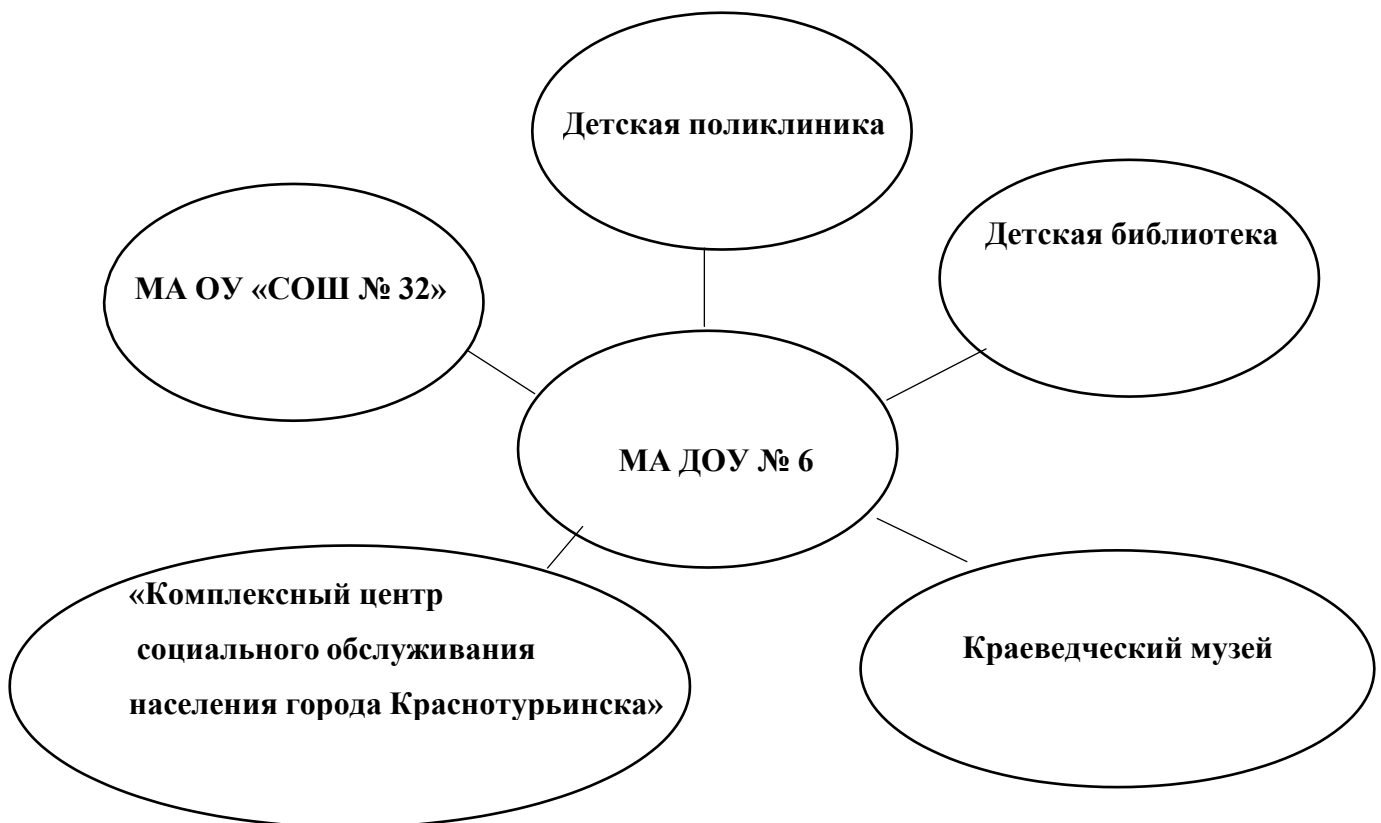 Детская поликлиника
Детская библиотека
МА ОУ «СОШ № 32»
МА ДОУ № 6
«Комплексный центр
социального обслуживания
населения города Краснотурьинска»
Краеведческий музей